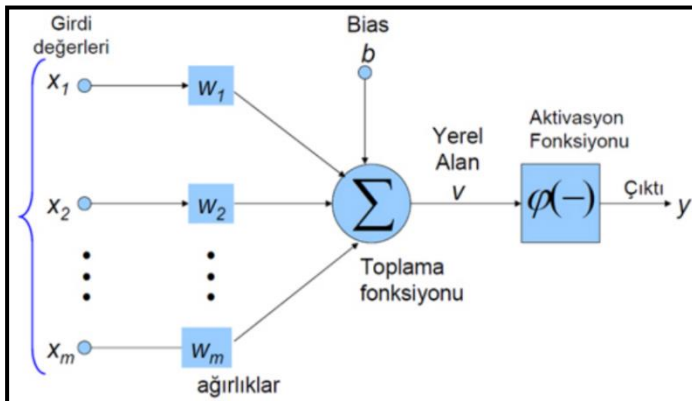 Girdi
değerleri
Bias
b
x1
w1
Yerel
Alan
v
Aktivasyon
Fonksiyonu
x2
w2
∑
φ(−)
Çıktı
y
Toplama
fonksiyonu
xm
wm
ağırlıklar